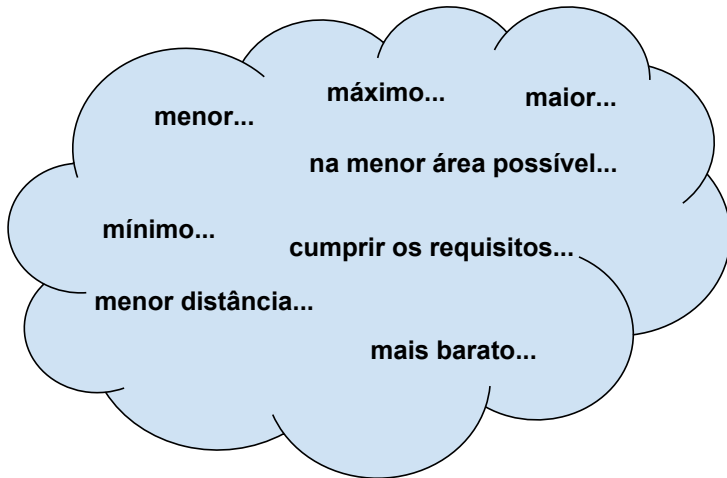 máximo...
maior...
menor...
na menor área possível...
mínimo...
cumprir os requisitos...
menor distância...
mais barato...